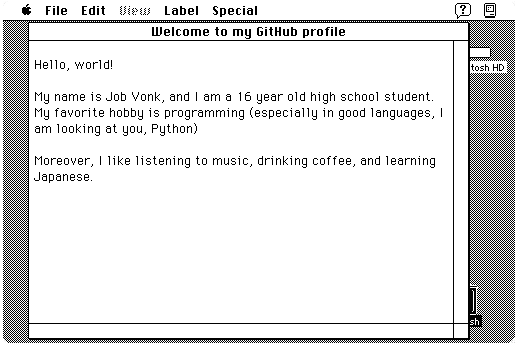 File Edit View Label Special
Welcome to my GitHub profile
tosh HD
Hello, world!
My name is Job Vonk, and I am a 16 year old high school student.
My favorite hobby is programming (especially in good languages, I
am looking at you, Python)
Moreover, I like listening to music, drinking coffee, and learning
Japanese.
sh